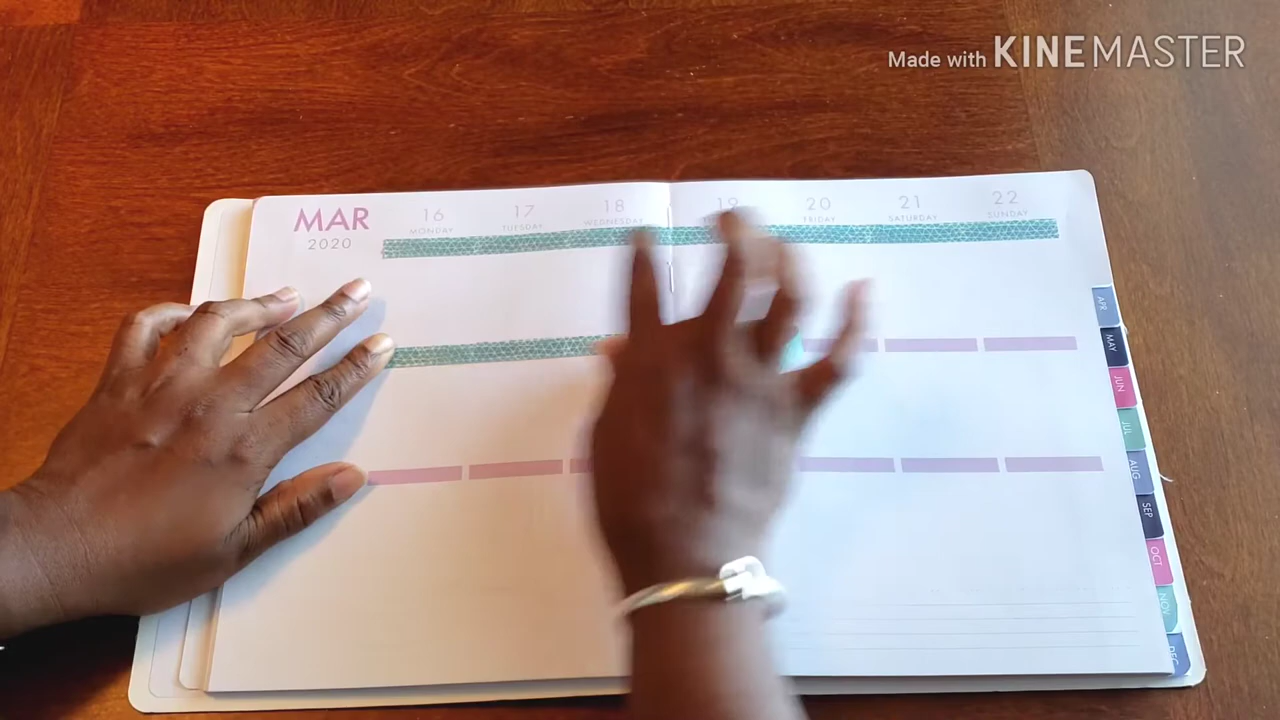 Made with KINEMASTER
MAR
2020
16
MONDAY
17
TUESDAY
18
WEDNESDAY
19
20
FRIDAY
21
SATURDAY
22
SUNDAY
APR
MAY
JUN
JUL
AUG
SEP
OCT
NOV
DEC